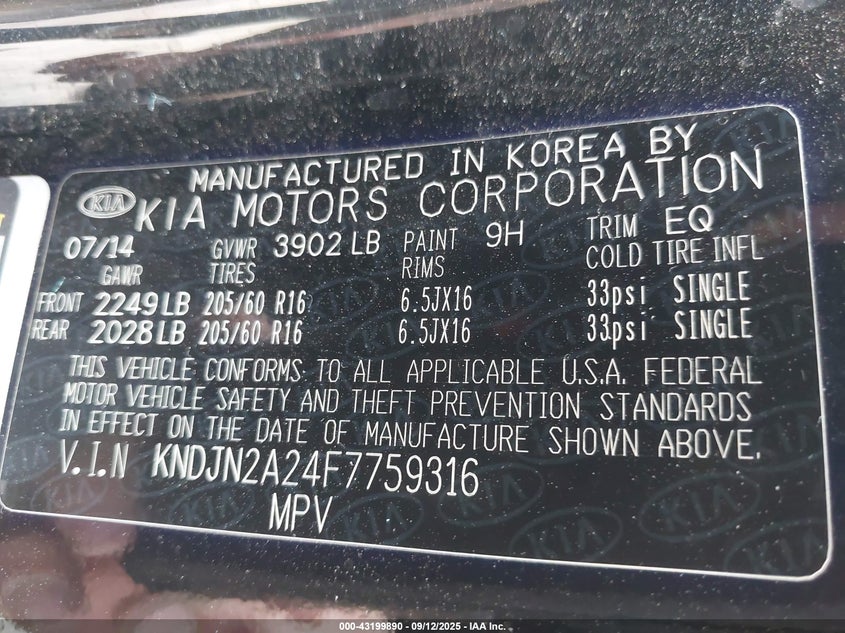 MANUFACTURED IN KOREA BY
KIA KIA MOTORS CORPORATION
07/14 GVWR 3902 LB PAINT 9H TRIM EQ
GAWR TIRES RIMS COLD TIRE INFL
FRONT 2249 LB 205/60 R16 6.5JX16 33psi SINGLE
REAR 2028 LB 205/60 R16 6.5JX16 33psi SINGLE
THIS VEHICLE CONFORMS TO ALL APPLICABLE U.S.A. FEDERAL
MOTOR VEHICLE SAFETY AND THEFT PREVENTION STANDARDS
IN EFFECT ON THE DATE OF MANUFACTURE SHOWN ABOVE.
V.I.N KNDJN2A24F7759316
MPV
000-43199890 - 09/12/2025 - IAA Inc.